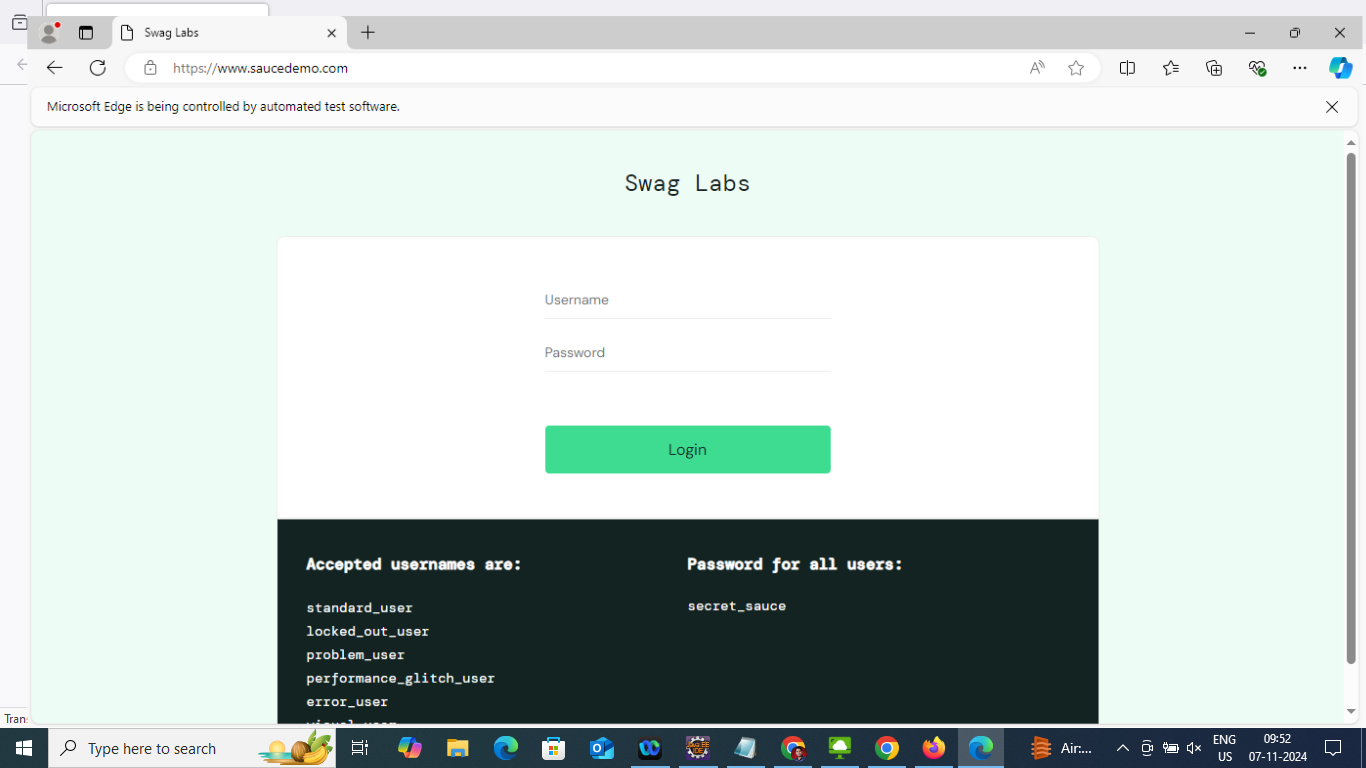 Swag Labs
https://www.saucedemo.com
Microsoft Edge is being controlled by automated test software.
Swag Labs
Username
Password
Login
Accepted usernames are:
standard_user
locked_out_user
problem_user
performance_glitch_user
error_user
Password for all users:
secret_sauce
Trans
Type here to search
Air:...
ENG
US
09:52
07-11-2024